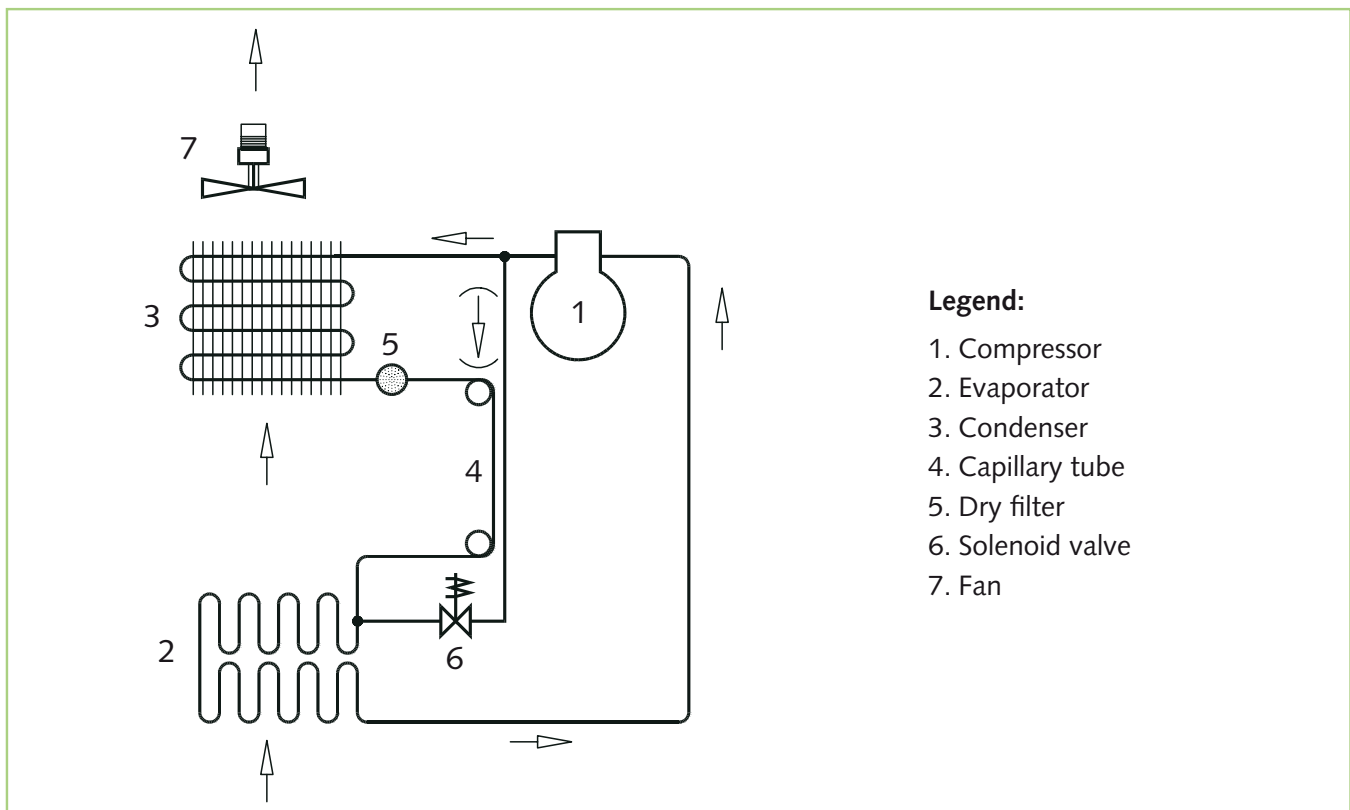 7
3
5
1
4
2
6
Legend:
1. Compressor
2. Evaporator
3. Condenser
4. Capillary tube
5. Dry filter
6. Solenoid valve
7. Fan